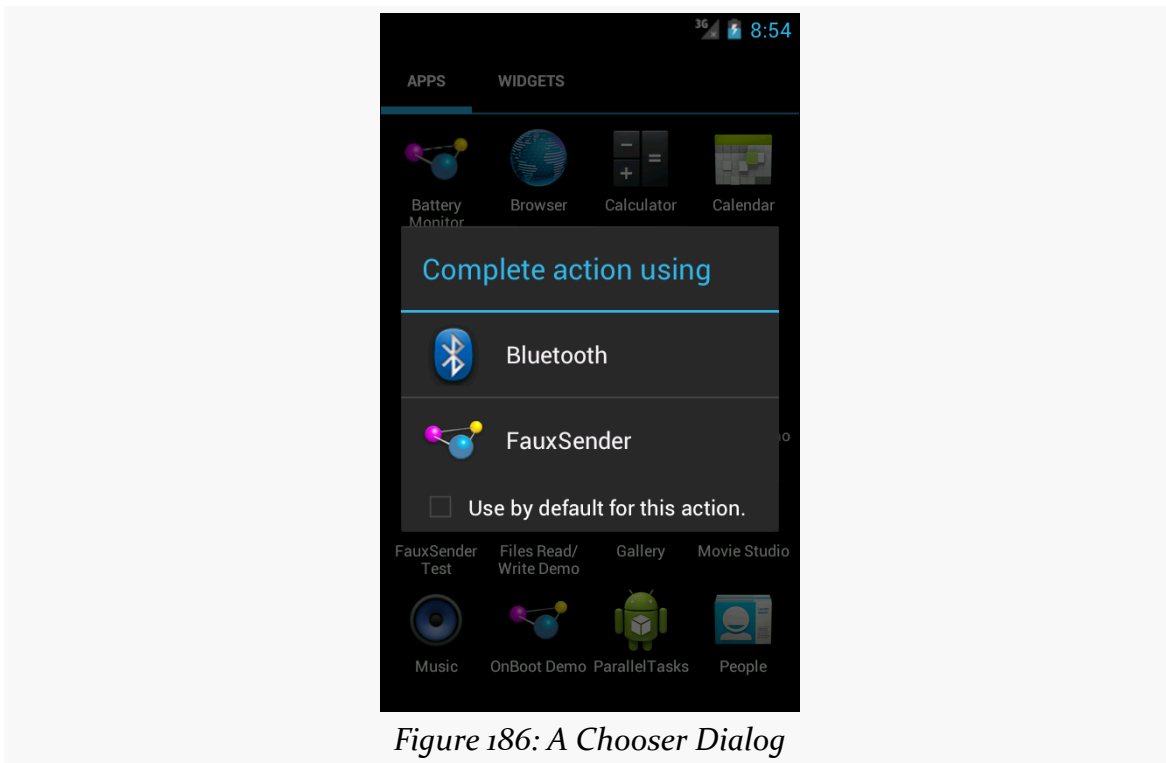 3G 8:54
APPS WIDGETS
Battery Browser Calculator Calendar
Monitor
Complete action using
Bluetooth
FauxSender
Use by default for this action.
FauxSender Files Read/ Gallery Movie Studio
Test Write Demo
Music OnBoot Demo ParallelTasks People
Figure 186: A Chooser Dialog